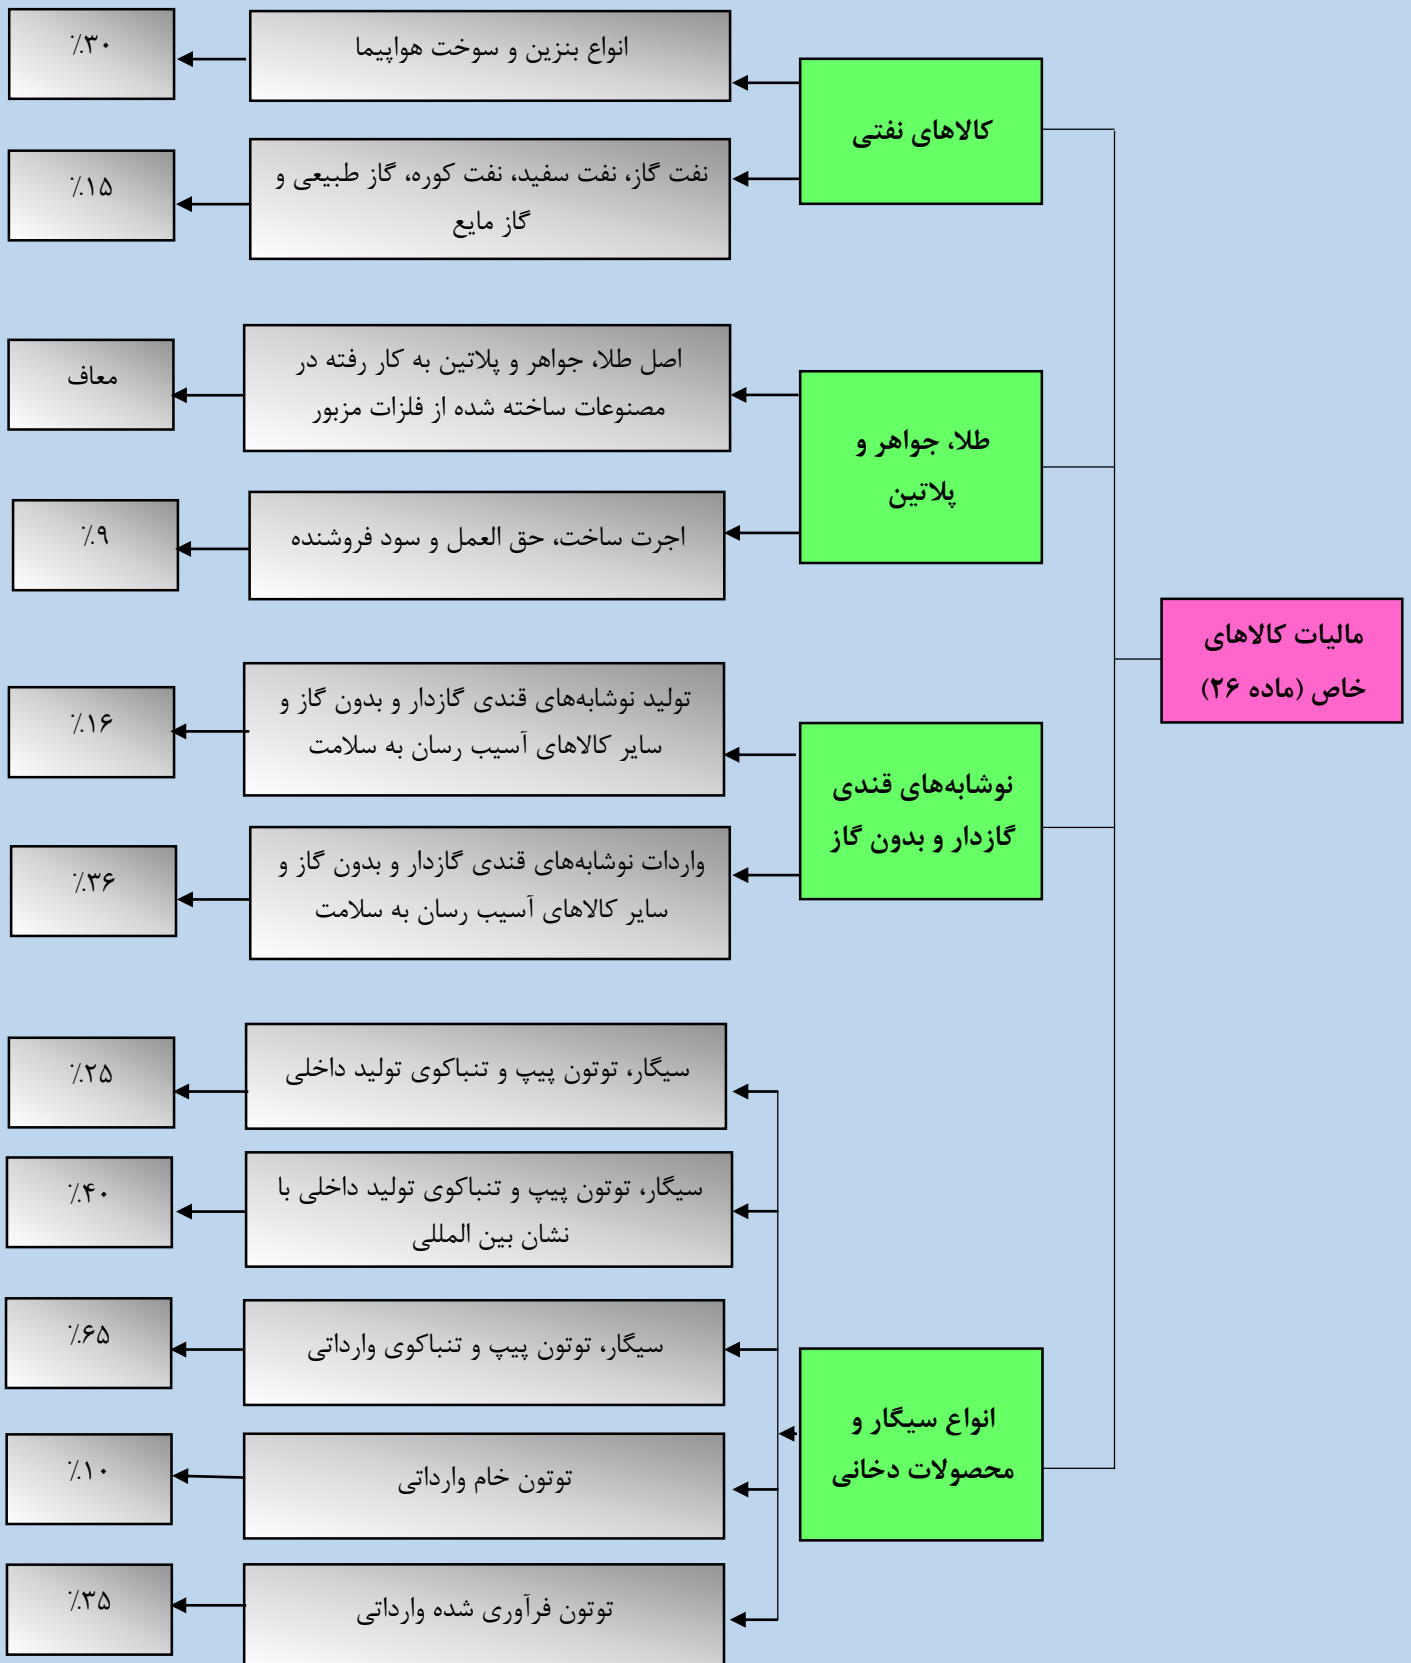 مالیات کالاهای
خاص (ماده ۲۶)
کالاهای نفتی
انواع بنزین و سوخت هواپیما
٪۳۰
نفت گاز، نفت سفید، نفت کوره، گاز طبیعی و
گاز مایع
٪۱۵
طلا، جواهر و
پلاتین
اصل طلا، جواهر و پلاتین به کار رفته در
مصنوعات ساخته شده از فلزات مزبور
معاف
اجرت ساخت، حق العمل و سود فروشنده
٪۹
نوشابه‌های قندی
گازدار و بدون گاز
تولید نوشابه‌های قندی گازدار و بدون گاز و
سایر کالاهای آسیب رسان به سلامت
٪۱۶
واردات نوشابه‌های قندی گازدار و بدون گاز و
سایر کالاهای آسیب رسان به سلامت
٪۳۶
انواع سیگار و
محصولات دخانی
سیگار، توتون پیپ و تنباکوی تولید داخلی
٪۲۵
سیگار، توتون پیپ و تنباکوی تولید داخلی با
نشان بین المللی
٪۴۰
سیگار، توتون پیپ و تنباکوی وارداتی
٪۶۵
توتون خام وارداتی
٪۱۰
توتون فرآوری شده وارداتی
٪۳۵